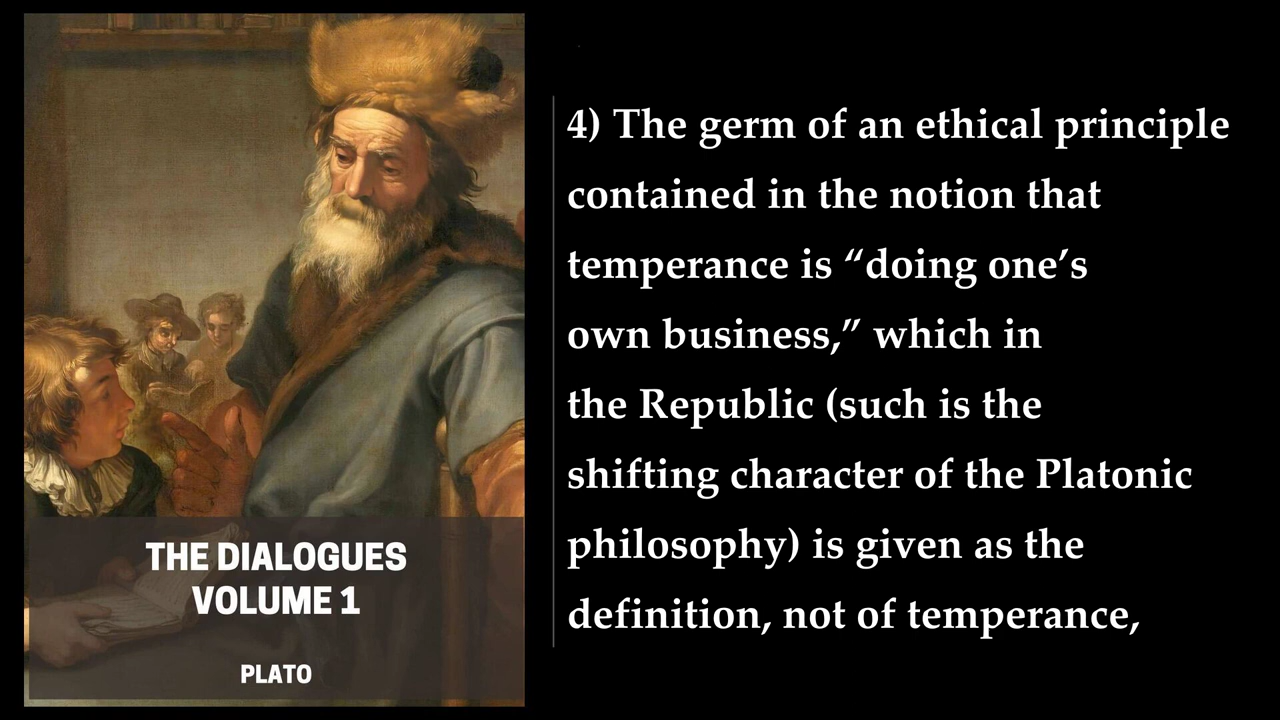 THE DIALOGUES
VOLUME 1
PLATO
4) The germ of an ethical principle
contained in the notion that
temperance is “doing one’s
own business,” which in
the Republic (such is the
shifting character of the Platonic
philosophy) is given as the
definition, not of temperance,